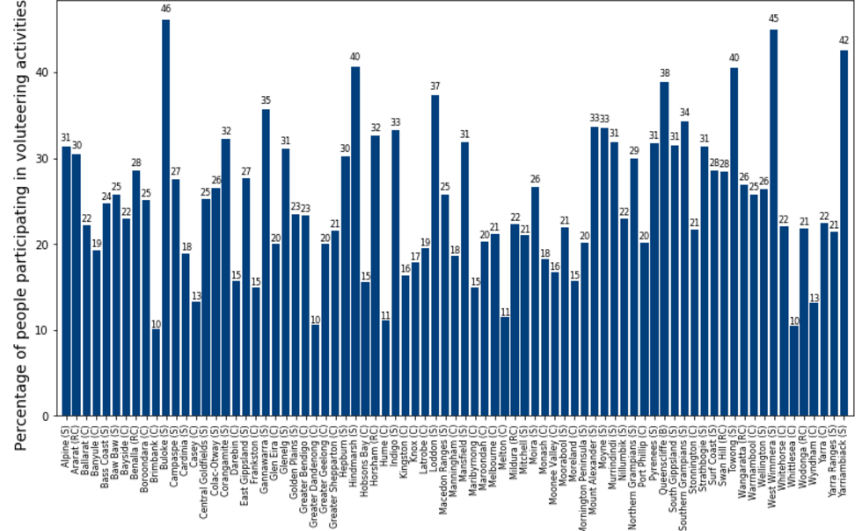 Percentage of people participating in voluteering activities
40
30
20
10
0
31
30
22
19
24
25
22
28
25
10
46
27
18
13
25
26
32
15
27
15
35
20
31
23
23
10
20
21
30
40
15
32
11
33
16
17
19
37
25
18
31
15
20
21
11
22
21
26
18
16
21
15
20
33
33
31
22
29
20
31
38
31
34
21
31
28
28
40
26
25
26
45
22
10
21
13
22
21
42
Alpine (S)
Ararat (RC)
Ballarat (C)
Banyule (C)
Bass Coast (S)
Baw Baw (S)
Bayside (C)
Benalla (RC)
Boroondara (C)
Brimbank (C)
Buloke (S)
Campaspe (S)
Cardinia (S)
Casey (C)
Central Goldfields (S)
Colac-Otway (S)
Corangamite (S)
Darebin (C)
East Gippsland (S)
Frankston (C)
Gannawarra (S)
Glen Eira (C)
Glenelg (S)
Golden Plains (S)
Greater Bendigo (C)
Greater Dandenong (C)
Greater Geelong (C)
Greater Shepparton (C)
Hepburn (S)
Hindmarsh (S)
Hobsons Bay (C)
Horsham (RC)
Hume (C)
Indigo (S)
Kingston (C)
Knox (C)
Latrobe (C)
Loddon (S)
Macedon Ranges (S)
Manningham (C)
Mansfield (S)
Maribyrnong (C)
Maroondah (C)
Melbourne (C)
Melton (C)
Mildura (RC)
Mitchell (S)
Moira (S)
Monash (C)
Moonee Valley (C)
Moorabool (S)
Moreland (C)
Mornington Peninsula (S)
Mount Alexander (S)
Moyne (S)
Murrindindi (S)
Nillumbik (S)
Northern Grampians (S)
Port Phillip (C)
Pyrenees (S)
Queenscliffe (B)
South Gippsland (S)
Southern Grampians (S)
Stonnington (C)
Strathbogie (S)
Surf Coast (S)
Swan Hill (RC)
Towong (S)
Wangaratta (RC)
Warrnambool (C)
Wellington (S)
West Wimmera (S)
Whitehorse (C)
Whittlesea (C)
Wodonga (RC)
Wyndham (C)
Yarra (C)
Yarra Ranges (S)
Yarriambiack (S)